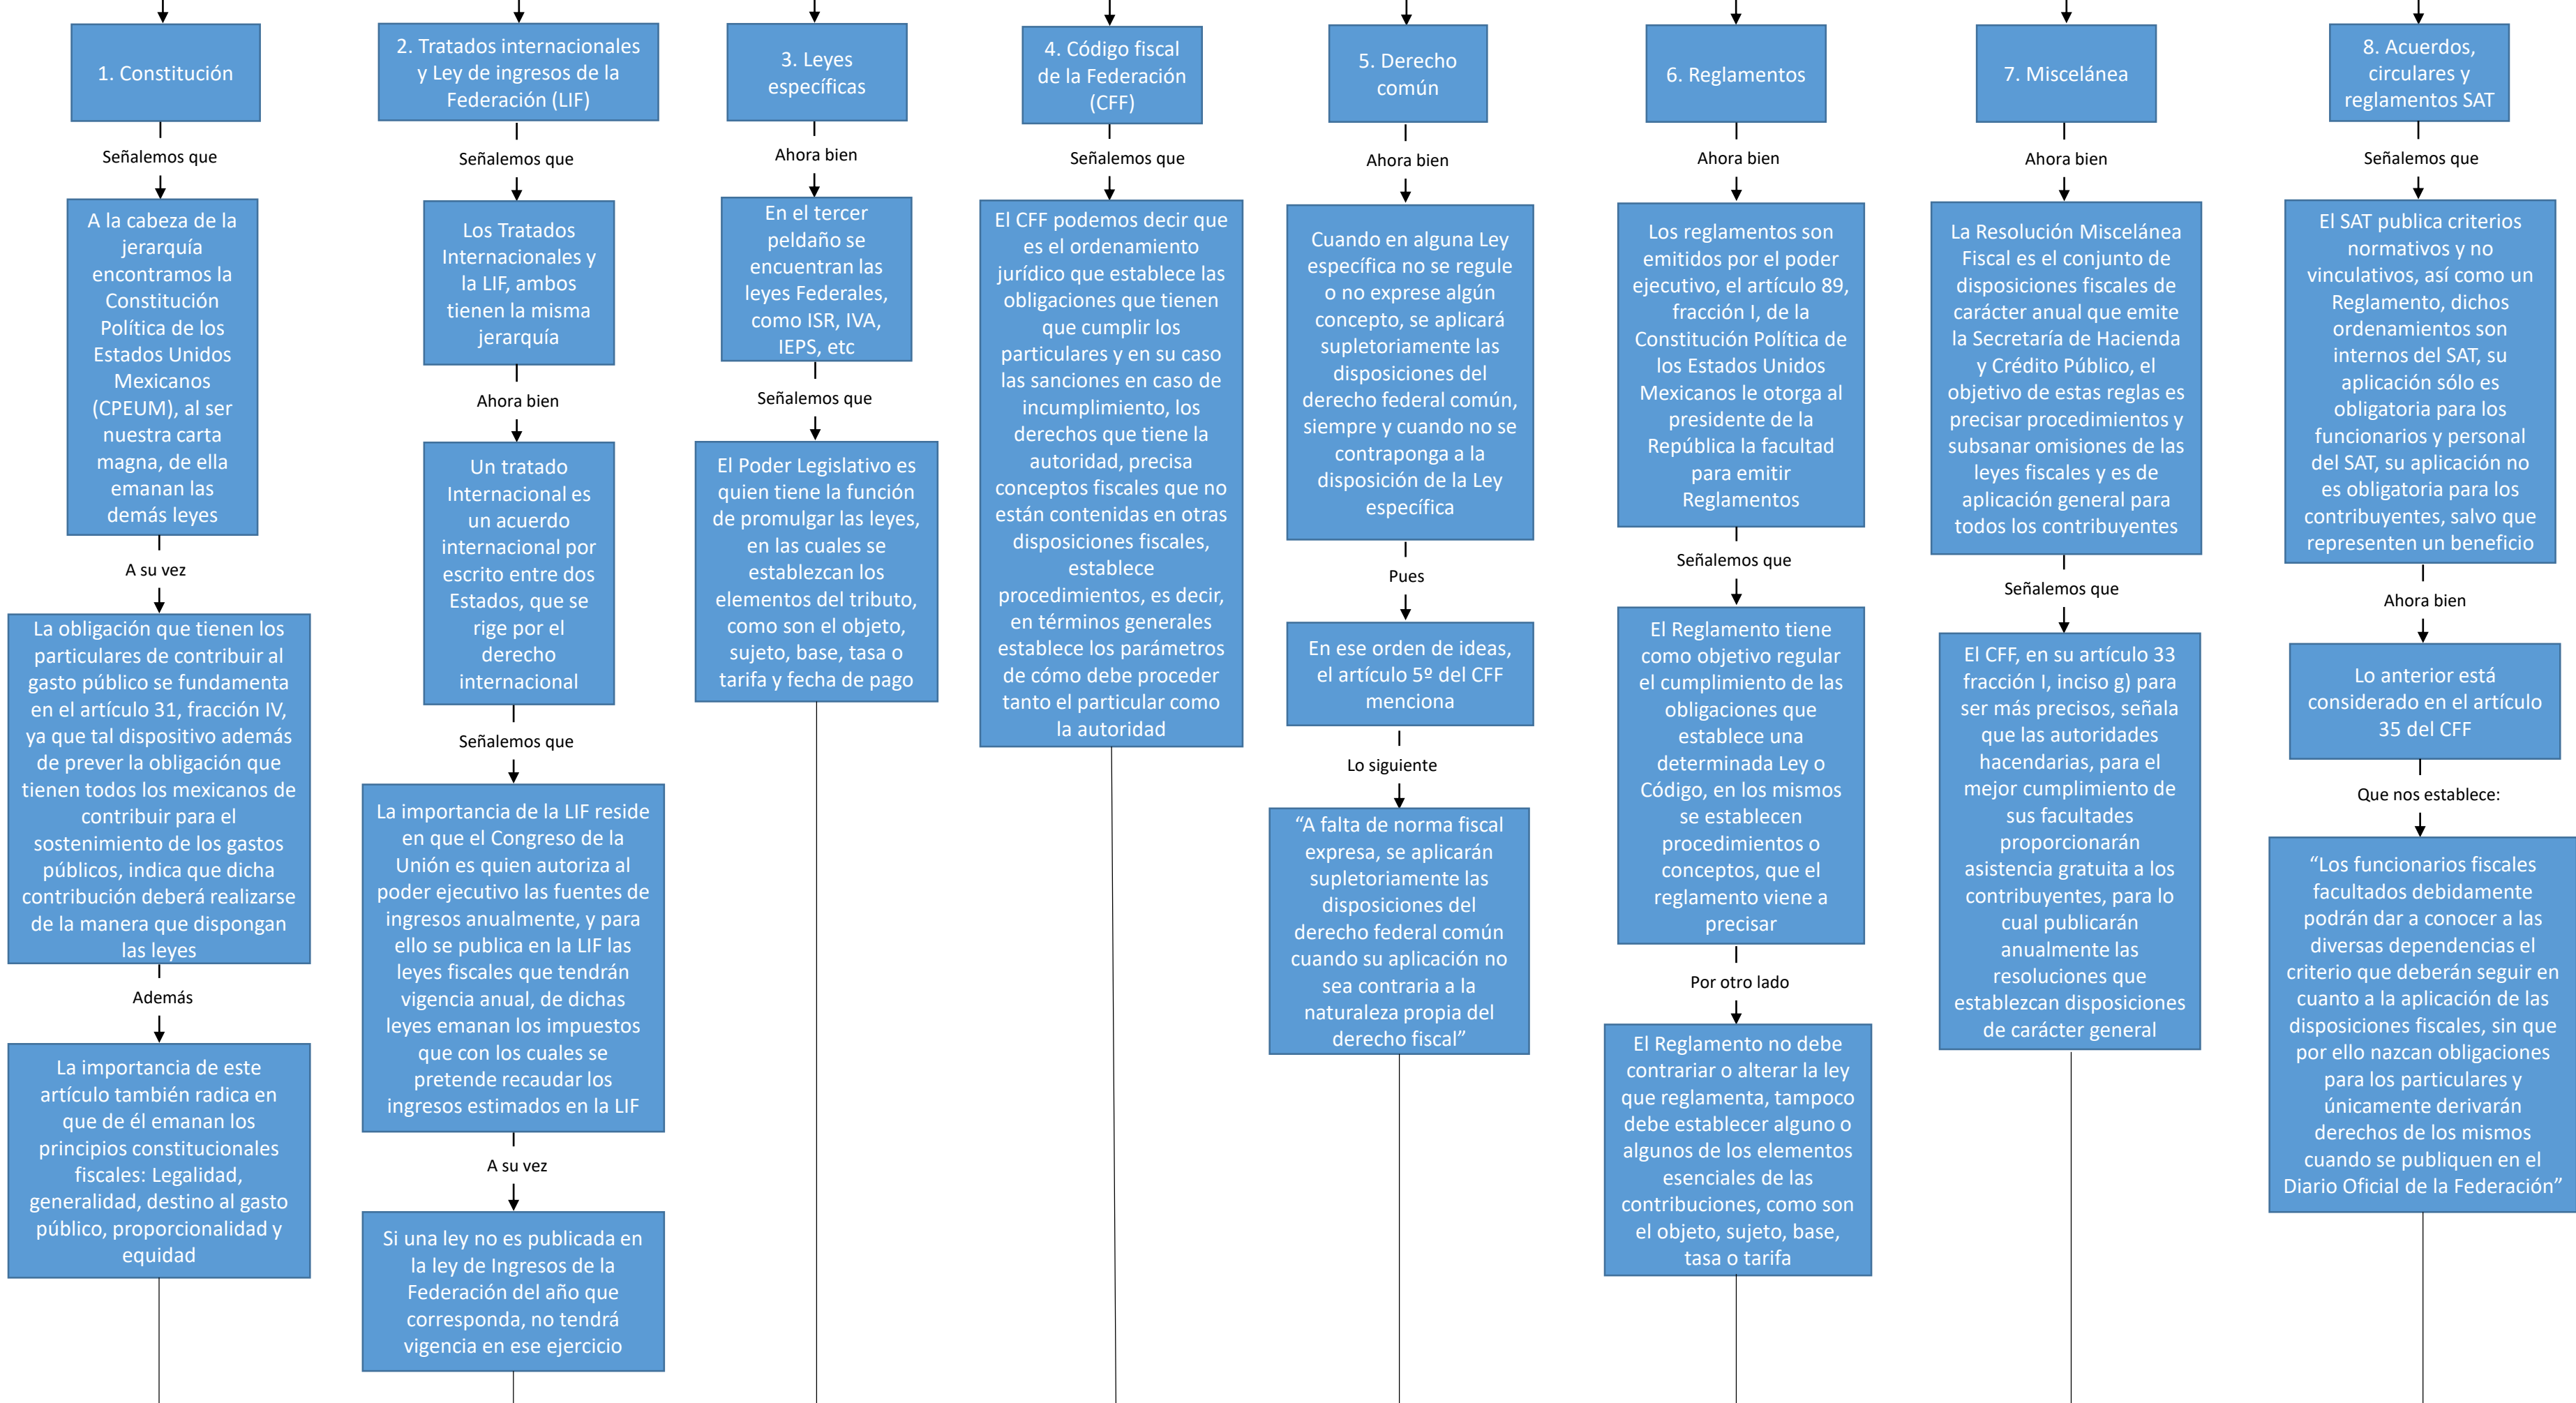 1. Constitución
Señalemos que
A la cabeza de la
jerarquía
encontramos la
Constitución
Política de los
Estados Unidos
Mexicanos
(CPEUM), al ser
nuestra carta
magna, de ella
emanan las
demás leyes
A su vez
La obligación que tienen los
particulares de contribuir al
gasto público se fundamenta
en el artículo 31, fracción IV,
ya que tal dispositivo además
de prever la obligación que
tienen todos los mexicanos de
contribuir para el
sostenimiento de los gastos
públicos, indica que dicha
contribución deberá realizarse
de la manera que dispongan
las leyes
Además
La importancia de este
artículo también radica en
que de él emanan los
principios constitucionales
fiscales: Legalidad,
generalidad, destino al gasto
público, proporcionalidad y
equidad
2. Tratados internacionales
y Ley de ingresos de la
Federación (LIF)
Señalemos que
Los Tratados
Internacionales y
la LIF, ambos
tienen la misma
jerarquía
Ahora bien
Un tratado
Internacional es
un acuerdo
internacional por
escrito entre dos
Estados, que se
rige por el
derecho
internacional
Señalemos que
La importancia de la LIF reside
en que el Congreso de la
Unión es quien autoriza al
poder ejecutivo las fuentes de
ingresos anualmente, y para
ello se publica en la LIF las
leyes fiscales que tendrán
vigencia anual, de dichas
leyes emanan los impuestos
que con los cuales se
pretende recaudar los
ingresos estimados en la LIF
A su vez
Si una ley no es publicada en
la ley de Ingresos de la
Federación del año que
corresponda, no tendrá
vigencia en ese ejercicio
3. Leyes
específicas
Ahora bien
En el tercer
peldaño se
encuentran las
leyes Federales,
como ISR, IVA,
IEPS, etc
Señalemos que
El Poder Legislativo es
quien tiene la función
de promulgar las leyes,
en las cuales se
establezcan los
elementos del tributo,
como son el objeto,
sujeto, base, tasa o
tarifa y fecha de pago
4. Código fiscal
de la Federación
(CFF)
Señalemos que
El CFF podemos decir que
es el ordenamiento
jurídico que establece las
obligaciones que tienen
que cumplir los
particulares y en su caso
las sanciones en caso de
incumplimiento, los
derechos que tiene la
autoridad, precisa
conceptos fiscales que no
están contenidas en otras
disposiciones fiscales,
establece
procedimientos, es decir,
en términos generales
establece los parámetros
de cómo debe proceder
tanto el particular como
la autoridad
5. Derecho
común
Ahora bien
Cuando en alguna Ley
específica no se regule
o no exprese algún
concepto, se aplicará
supletoriamente las
disposiciones del
derecho federal común,
siempre y cuando no se
contraponga a la
disposición de la Ley
específica
Pues
En ese orden de ideas,
el artículo 5º del CFF
menciona
Lo siguiente
“A falta de norma fiscal
expresa, se aplicarán
supletoriamente las
disposiciones del
derecho federal común
cuando su aplicación no
sea contraria a la
naturaleza propia del
derecho fiscal”
6. Reglamentos
Ahora bien
Los reglamentos son
emitidos por el poder
ejecutivo, el artículo 89,
fracción I, de la
Constitución Política de
los Estados Unidos
Mexicanos le otorga al
presidente de la
República la facultad
para emitir
Reglamentos
Señalemos que
El Reglamento tiene
como objetivo regular
el cumplimiento de las
obligaciones que
establece una
determinada Ley o
Código, en los mismos
se establecen
procedimientos o
conceptos, que el
reglamento viene a
precisar
Por otro lado
El Reglamento no debe
contrariar o alterar la ley
que reglamenta, tampoco
debe establecer alguno o
algunos de los elementos
esenciales de las
contribuciones, como son
el objeto, sujeto, base,
tasa o tarifa
7. Miscelánea
Ahora bien
La Resolución Miscelánea
Fiscal es el conjunto de
disposiciones fiscales de
carácter anual que emite
la Secretaría de Hacienda
y Crédito Público, el
objetivo de estas reglas es
precisar procedimientos y
subsanar omisiones de las
leyes fiscales y es de
aplicación general para
todos los contribuyentes
Señalemos que
El CFF, en su artículo 33
fracción I, inciso g) para
ser más precisos, señala
que las autoridades
hacendarias, para el
mejor cumplimiento de
sus facultades
proporcionarán
asistencia gratuita a los
contribuyentes, para lo
cual publicarán
anualmente las
resoluciones que
establezcan disposiciones
de carácter general
8. Acuerdos,
circulares y
reglamentos SAT
Señalemos que
El SAT publica criterios
normativos y no
vinculativos, así como un
Reglamento, dichos
ordenamientos son
internos del SAT, su
aplicación sólo es
obligatoria para los
funcionarios y personal
del SAT, su aplicación no
es obligatoria para los
contribuyentes, salvo que
representen un beneficio
Ahora bien
Lo anterior está
considerado en el artículo
35 del CFF
Que nos establece:
“Los funcionarios fiscales
facultados debidamente
podrán dar a conocer a las
diversas dependencias el
criterio que deberán seguir en
cuanto a la aplicación de las
disposiciones fiscales, sin que
por ello nazcan obligaciones
para los particulares y
únicamente derivarán
derechos de los mismos
cuando se publiquen en el
Diario Oficial de la Federación”